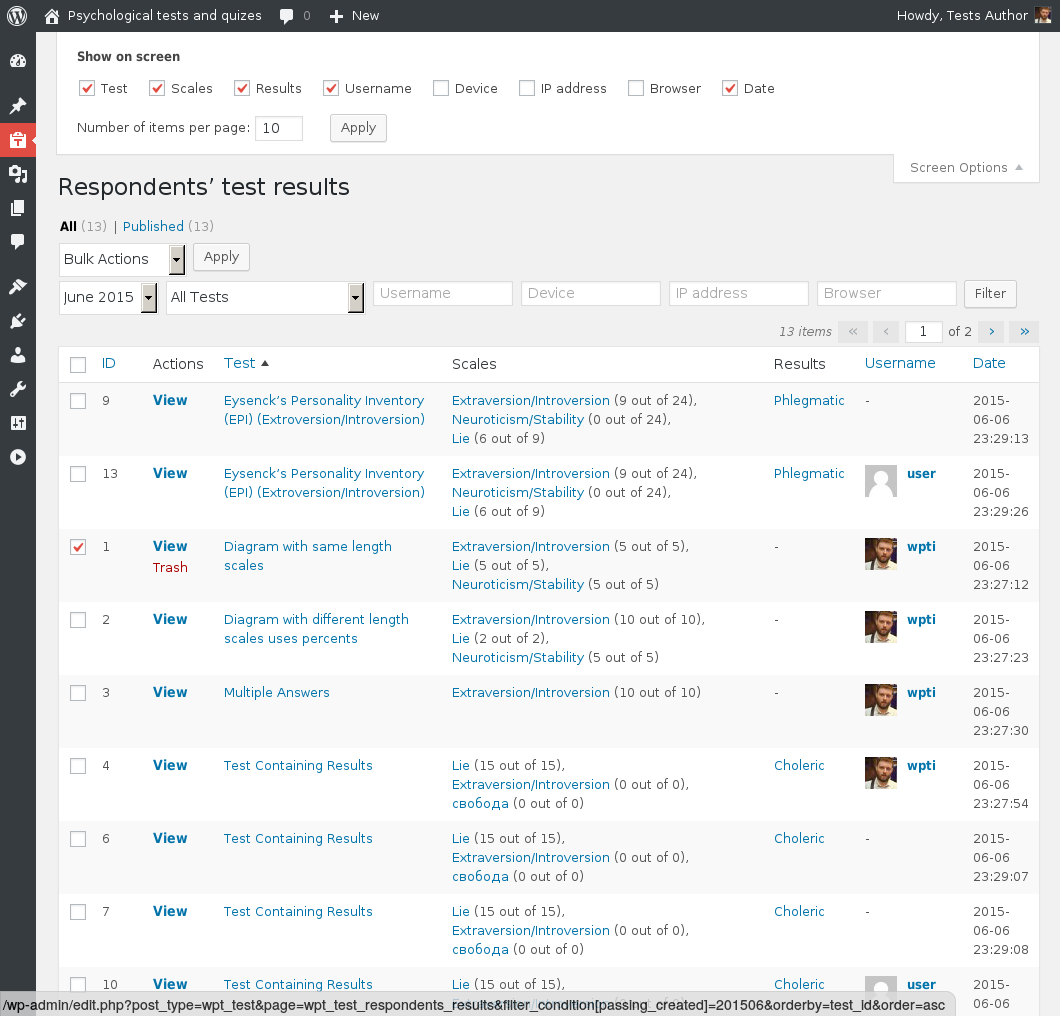 Psychological tests and quizes 0 New Howdy, Tests Author
Show on screen
Test Scales Results Username Device IP address Browser Date
Number of items per page: 10 Apply
Screen Options
Respondents’ test results
All (13) | Published (13)
Bulk Actions Apply
June 2015 All Tests Username Device IP address Browser Filter
13 items « ‹ 1 of 2 › »
ID Actions Test Scales Results Username Date
9 View Eysenck’s Personality Inventory Extraversion/Introversion (9 out of 24), Phlegmatic - 2015-
(EPI) (Extroversion/Introversion) Neuroticism/Stability (0 out of 24), 06-06
Lie (6 out of 9) 23:29:13
13 View Eysenck’s Personality Inventory Extraversion/Introversion (9 out of 24), Phlegmatic user 2015-
(EPI) (Extroversion/Introversion) Neuroticism/Stability (0 out of 24), 06-06
Lie (6 out of 9) 23:29:26
1 View Diagram with same length Extraversion/Introversion (5 out of 5), - wpti 2015-
Trash scales Lie (5 out of 5), 06-06
Neuroticism/Stability (5 out of 5) 23:27:12
2 View Diagram with different length Extraversion/Introversion (10 out of 10), - wpti 2015-
scales uses percents Lie (2 out of 2), 06-06
Neuroticism/Stability (5 out of 5) 23:27:23
3 View Multiple Answers Extraversion/Introversion (10 out of 10) - wpti 2015-
06-06
23:27:30
4 View Test Containing Results Lie (15 out of 15), Choleric wpti 2015-
Extraversion/Introversion (0 out of 0), 06-06
свобода (0 out of 0) 23:27:54
6 View Test Containing Results Lie (15 out of 15), Choleric - 2015-
Extraversion/Introversion (0 out of 0), 06-06
свобода (0 out of 0) 23:29:07
7 View Test Containing Results Lie (15 out of 15), Choleric - 2015-
Extraversion/Introversion (0 out of 0), 06-06
свобода (0 out of 0) 23:29:08
10 View Test Containing Results Lie (15 out of 15), Choleric user 2015-
06-06
/wp-admin/edit.php?post_type=wpt_test&page=wpt_test_respondents_results&filter_condition[passing_created]=201506&orderby=test_id&order=asc